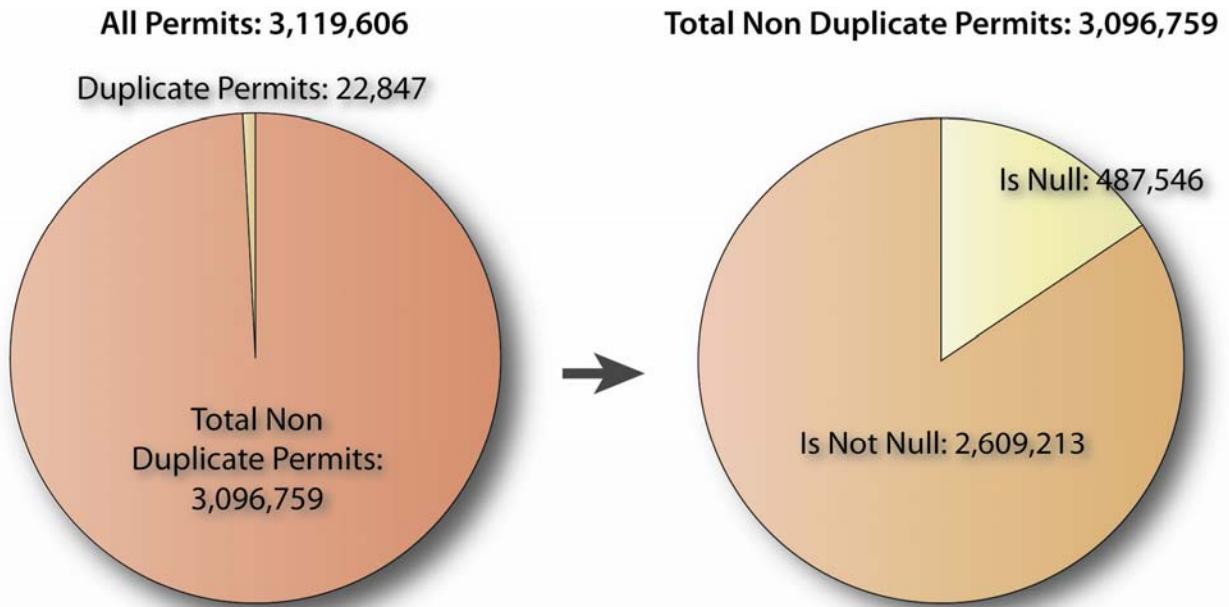 All Permits: 3,119,606
Duplicate Permits: 22,847
Total Non
Duplicate Permits:
3,096,759
Total Non Duplicate Permits: 3,096,759
Is Null: 487,546
Is Not Null: 2,609,213